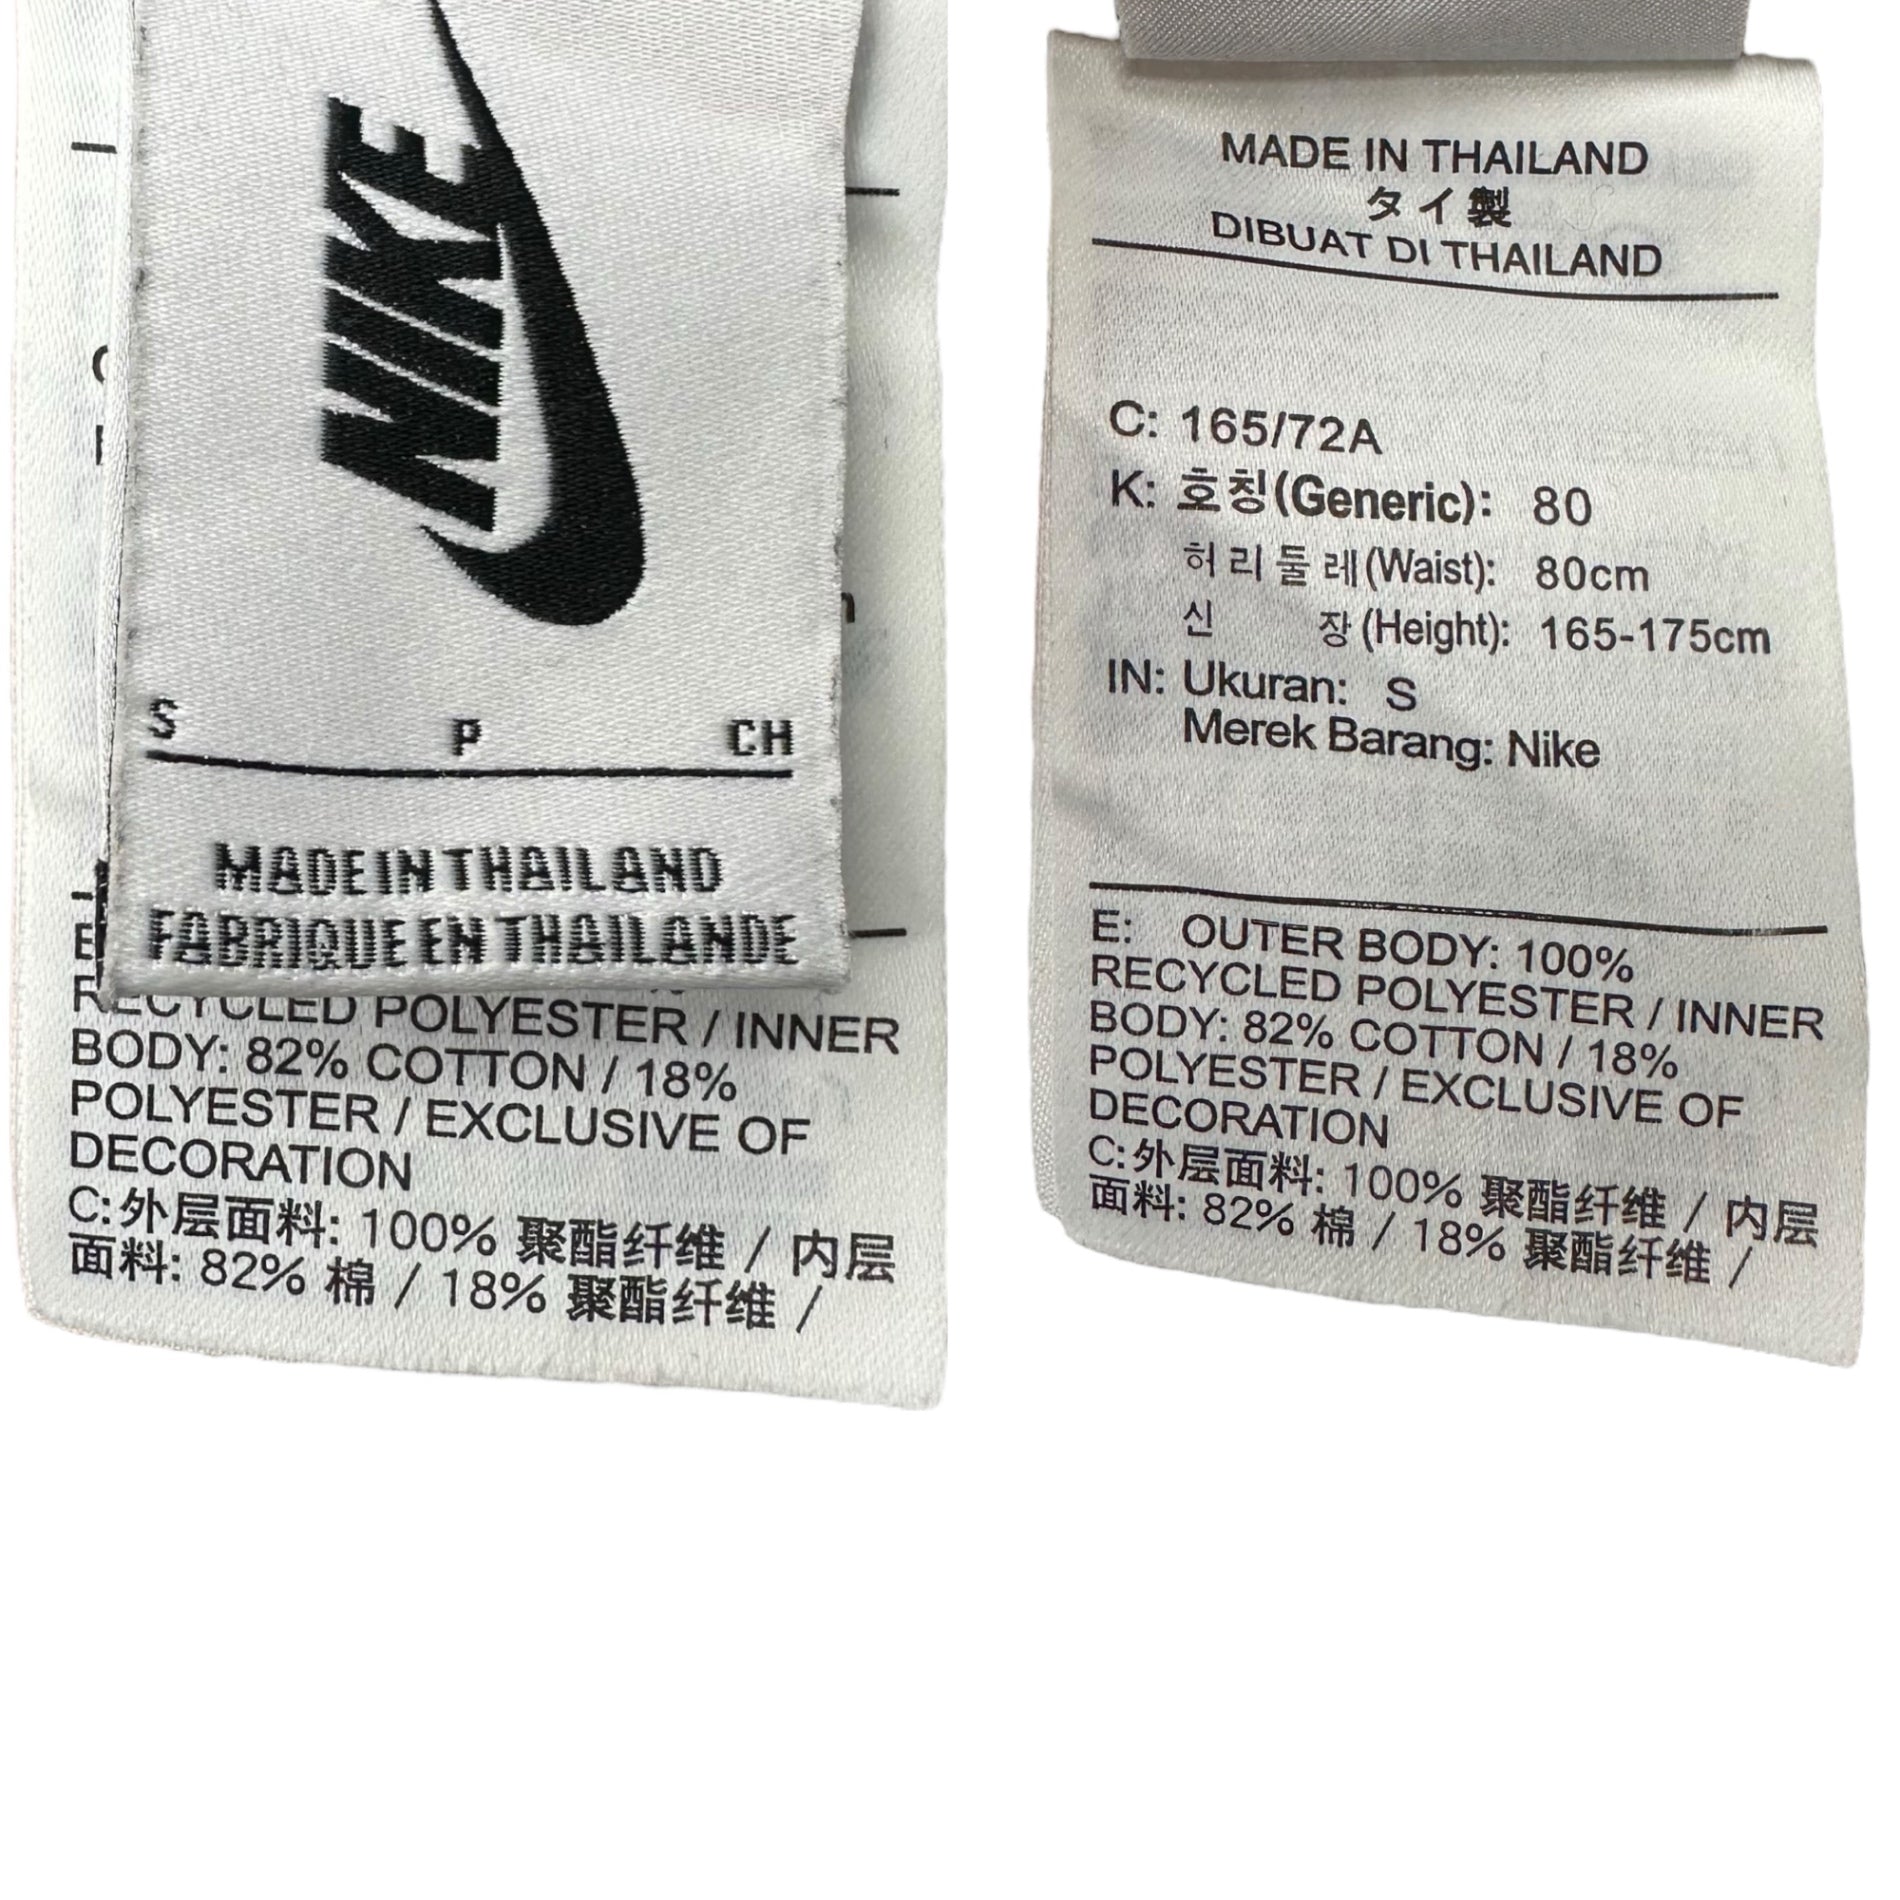 NIKE
S P CH
MADE IN THAILAND
FABRIQUE EN THAILANDE
RECYCLED POLYESTER / INNER
BODY: 82% COTTON / 18%
POLYESTER / EXCLUSIVE OF
DECORATION
C:外层面料: 100% 聚酯纤维 / 内层
面料: 82% 棉 / 18% 聚酯纤维 /
MADE IN THAILAND
タイ製
DIBUAT DI THAILAND
C: 165/72A
K: 호칭(Generic): 80
허리둘레(Waist): 80cm
신 장(Height): 165-175cm
IN: Ukuran: S
Merek Barang: Nike
E: OUTER BODY: 100%
RECYCLED POLYESTER / INNER
BODY: 82% COTTON / 18%
POLYESTER / EXCLUSIVE OF
DECORATION
C:外层面料: 100% 聚酯纤维 / 内层
面料: 82% 棉 / 18% 聚酯纤维 /